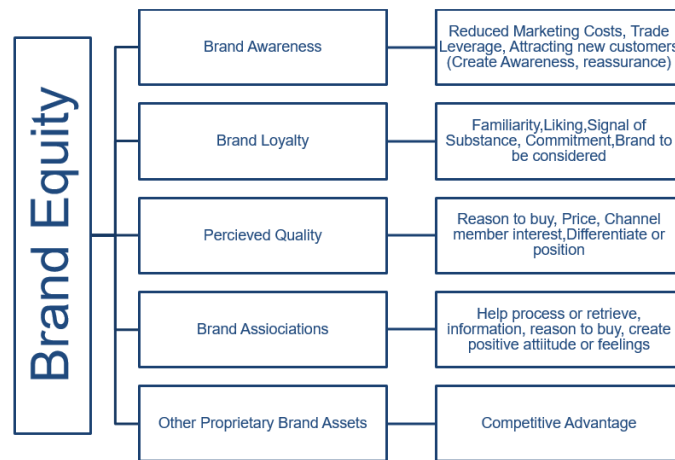 Brand Equity
Brand Awareness
Reduced Marketing Costs, Trade
Leverage, Attracting new customers
(Create Awareness, reassurance)
Brand Loyalty
Familiarity,Liking,Signal of
Substance, Commitment,Brand to
be considered
Percieved Quality
Reason to buy, Price, Channel
member interest,Differentiate or
position
Brand Assiociations
Help process or retrieve,
information, reason to buy, create
positive attiitude or feelings
Other Proprietary Brand Assets
Competitive Advantage